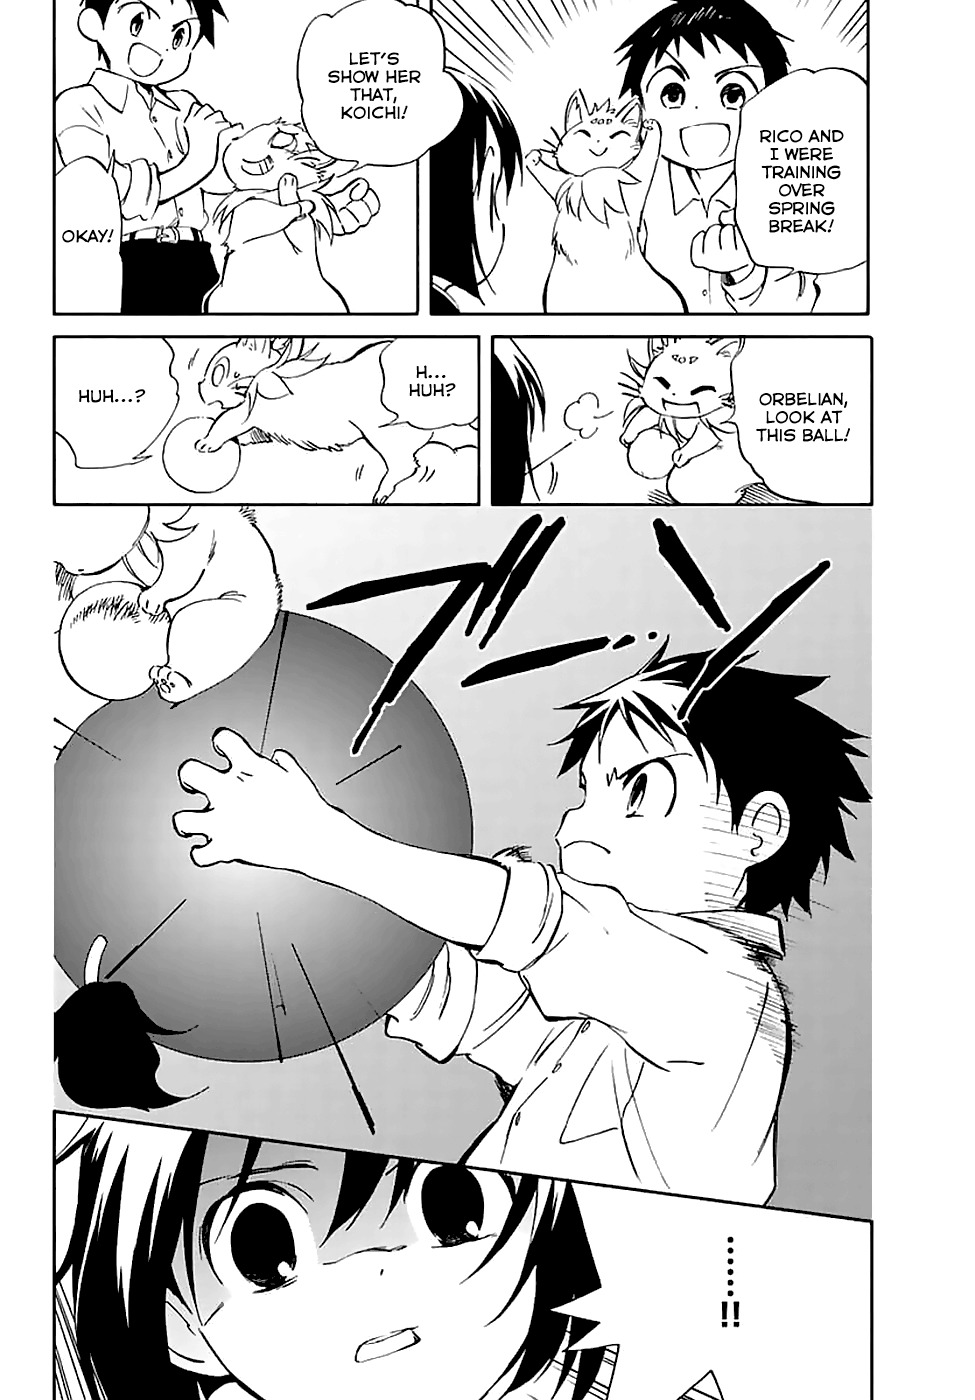 RICO AND
I WERE
TRAINING
OVER
SPRING
BREAK!
LET'S
SHOW HER
THAT,
KOICHI!
OKAY!
ORBELIAN,
LOOK AT
THIS BALL!
H...
HUH?
HUH...?
ブーン
......
!!